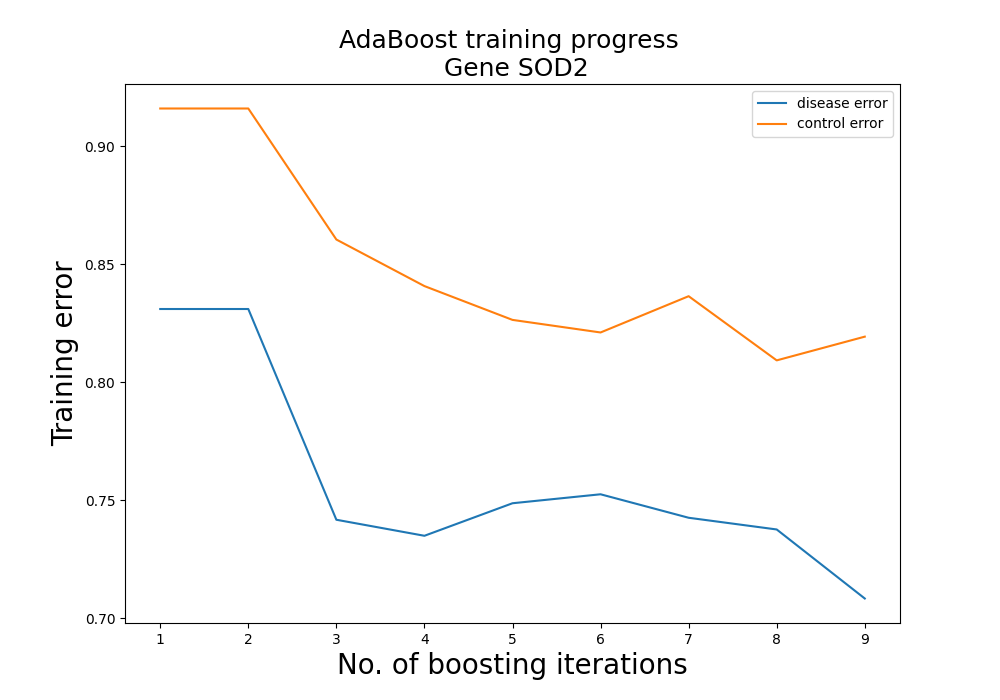 AdaBoost training progress
Gene SOD2
disease error
control error
Training error
0.90
0.85
0.80
0.75
0.70
1 2 3 4 5 6 7 8 9
No. of boosting iterations